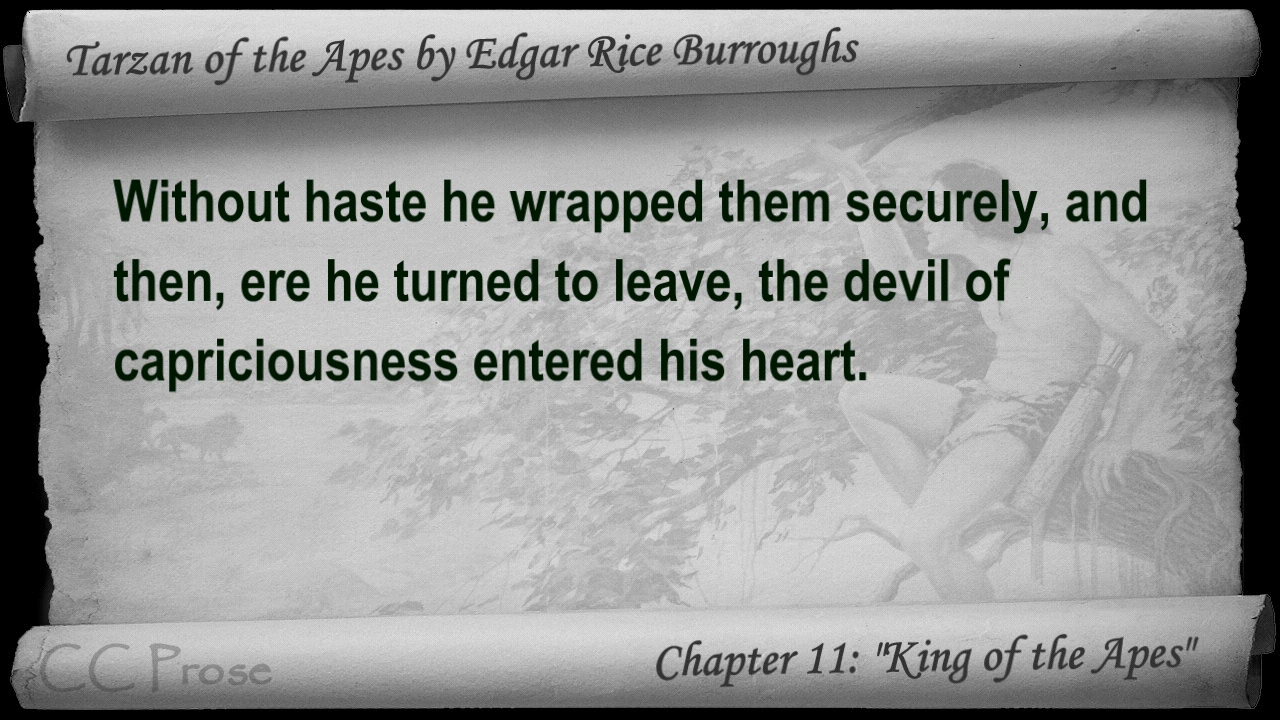 Tarzan of the Apes by Edgar Rice Burroughs
Without haste he wrapped them securely, and
then, ere he turned to leave, the devil of
capriciousness entered his heart.
CC Prose
Chapter 11: "King of the Apes"